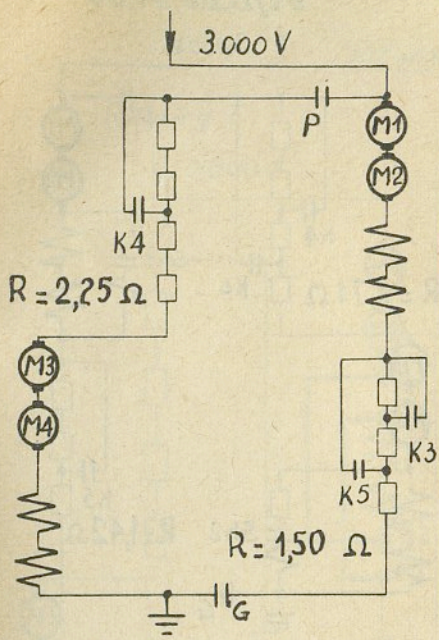 3.000 V
P
M1
M2
K4
R = 2,25 Ω
M3
M4
K3
K5
R = 1,50 Ω
G